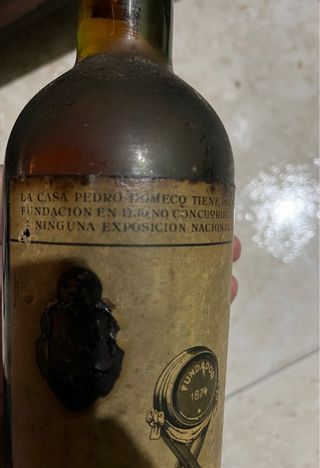 LA CASA PEDRO DOMECQ TIENE
FUNDACION EN
NINGUNA EXPOSICION NACIONAL
FUNDADOR
1874